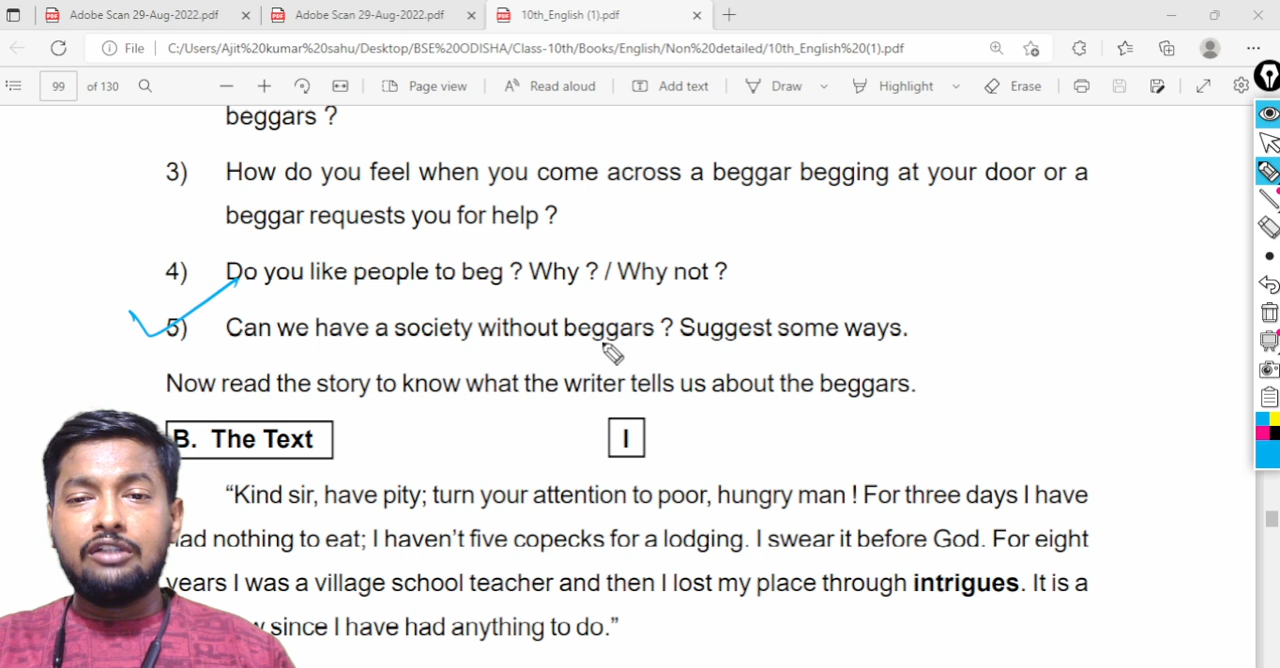 Adobe Scan 29-Aug-2022.pdf
Adobe Scan 29-Aug-2022.pdf
10th_English (1).pdf
File
C:/Users/Ajit%20kumar%20sahu/Desktop/BSE%20ODISHA/Class-10th/Books/English/Non%20detailed/10th_English%20(1).pdf
99 of 130
Page view
Read aloud
Add text
Draw
Highlight
Erase
beggars ?
3) How do you feel when you come across a beggar begging at your door or a
beggar requests you for help ?
4) Do you like people to beg ? Why ? / Why not ?
5) Can we have a society without beggars ? Suggest some ways.
Now read the story to know what the writer tells us about the beggars.
B. The Text
I
“Kind sir, have pity; turn your attention to poor, hungry man ! For three days I have
had nothing to eat; I haven’t five copecks for a lodging. I swear it before God. For eight
years I was a village school teacher and then I lost my place through intrigues. It is a
since I have had anything to do.”